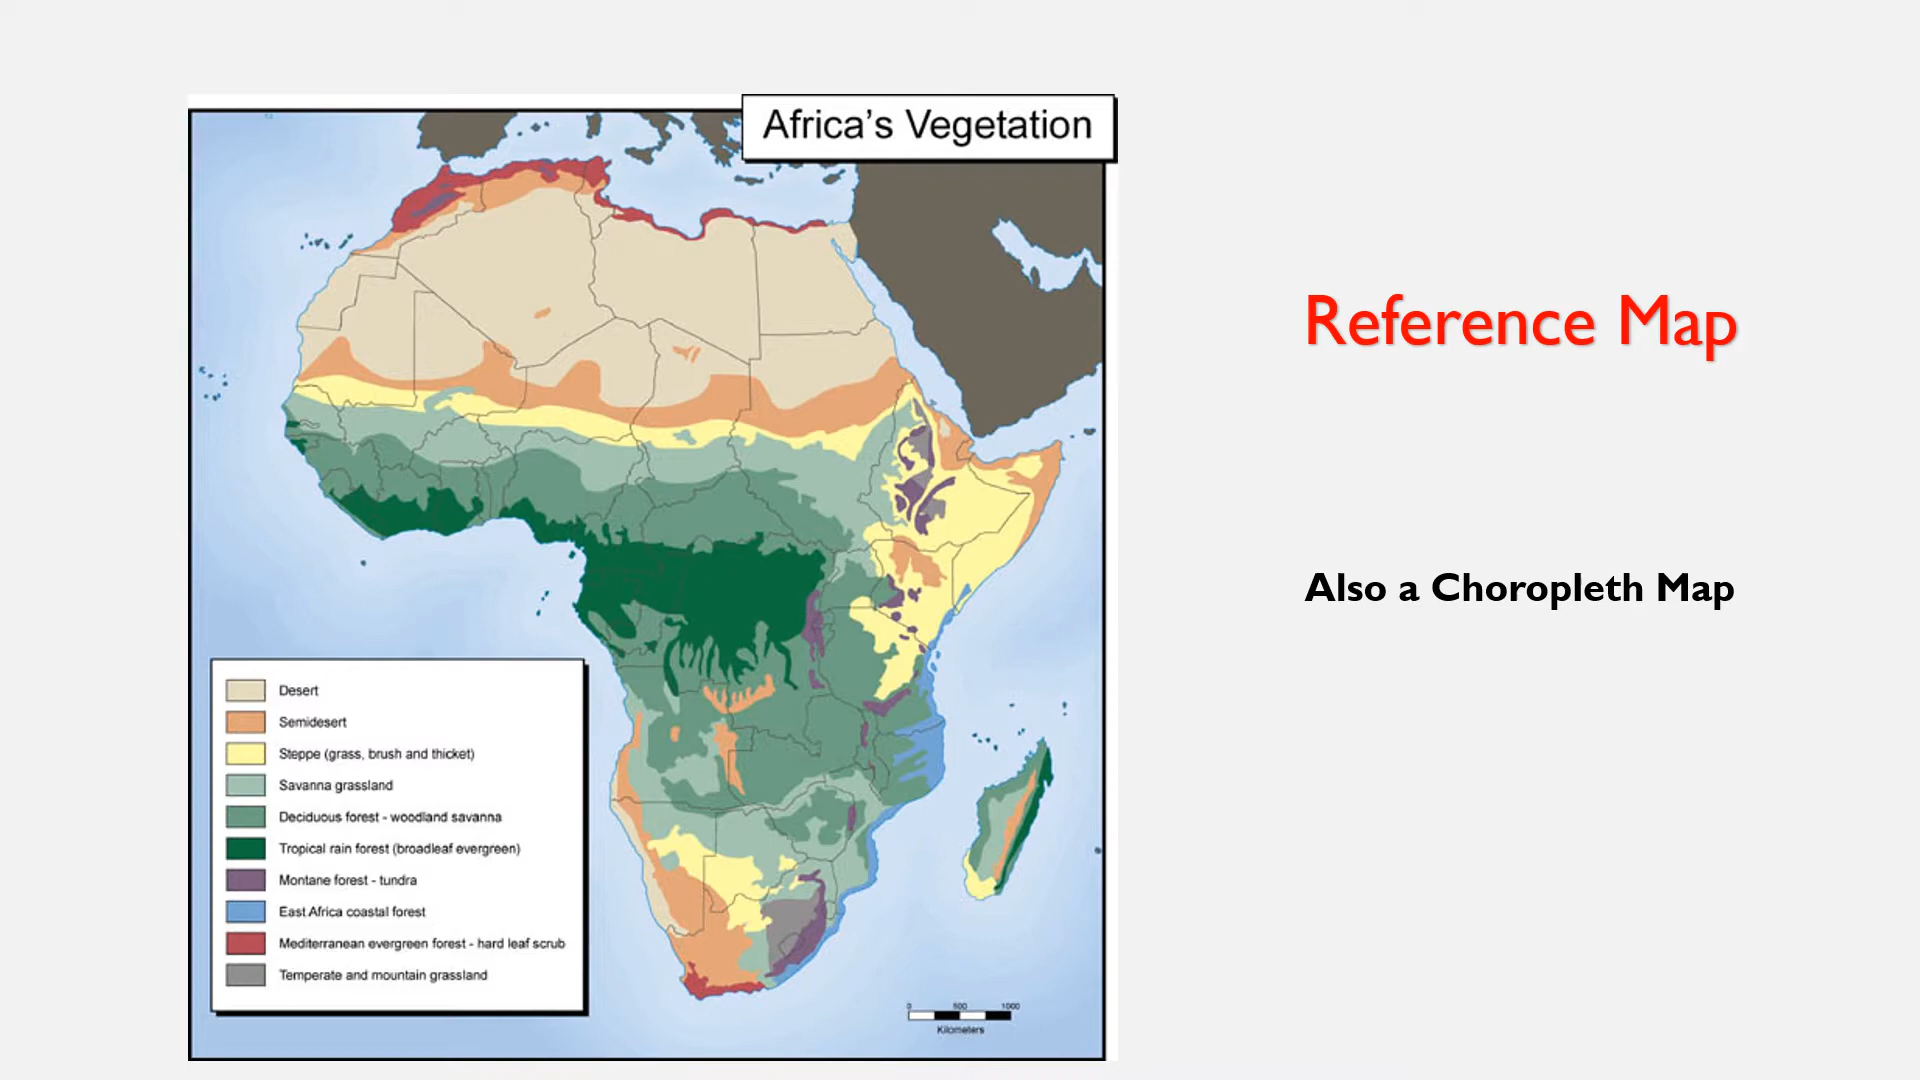 Africa's Vegetation
Reference Map
Also a Choropleth Map
Desert
Semidesert
Steppe (grass, brush and thicket)
Savanna grassland
Deciduous forest - woodland savanna
Tropical rain forest (broadleaf evergreen)
Montane forest - tundra
East Africa coastal forest
Mediterranean evergreen forest - hard leaf scrub
Temperate and mountain grassland
0 500 1000
Kilometers